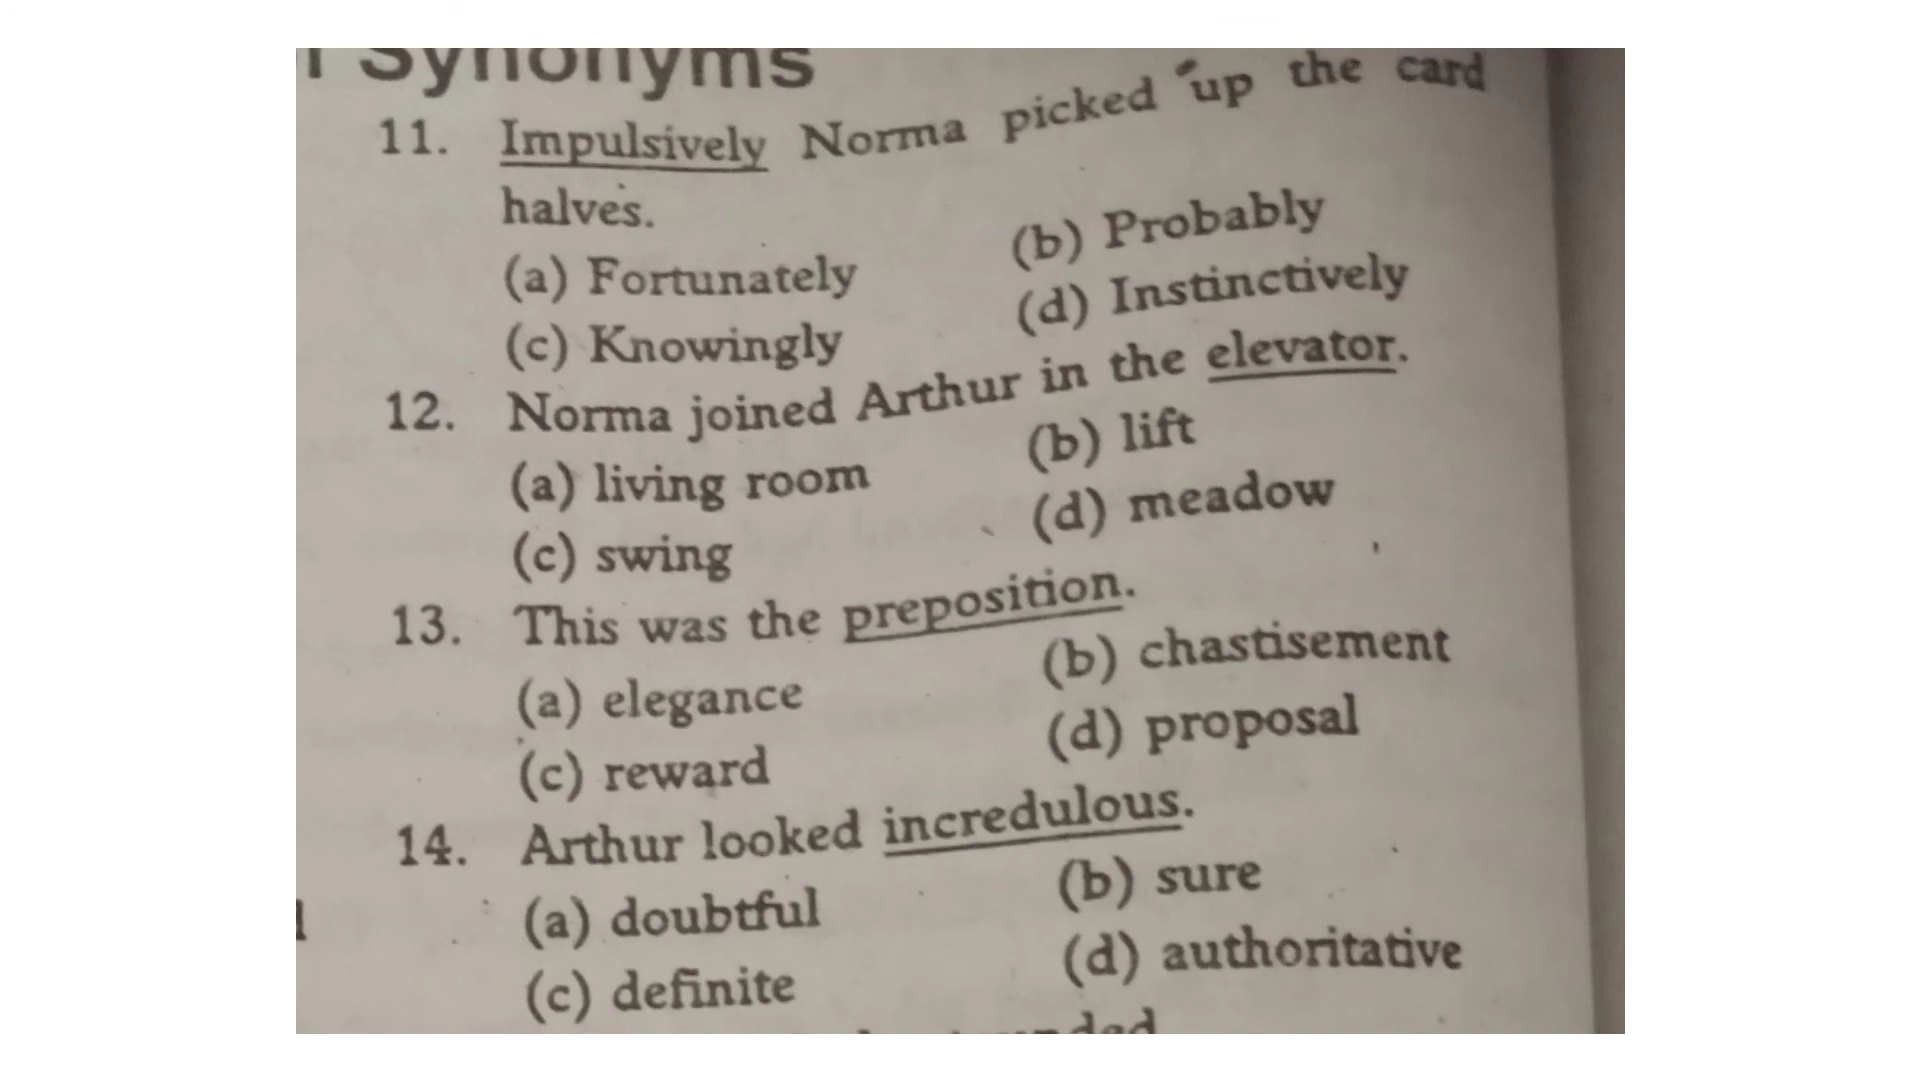 Synonyms
11. Impulsively Norma picked up the card
halves.
(a) Fortunately (b) Probably
(c) Knowingly (d) Instinctively
12. Norma joined Arthur in the elevator.
(a) living room (b) lift
(c) swing (d) meadow
13. This was the preposition.
(a) elegance (b) chastisement
(c) reward (d) proposal
14. Arthur looked incredulous.
(a) doubtful (b) sure
(c) definite (d) authoritative